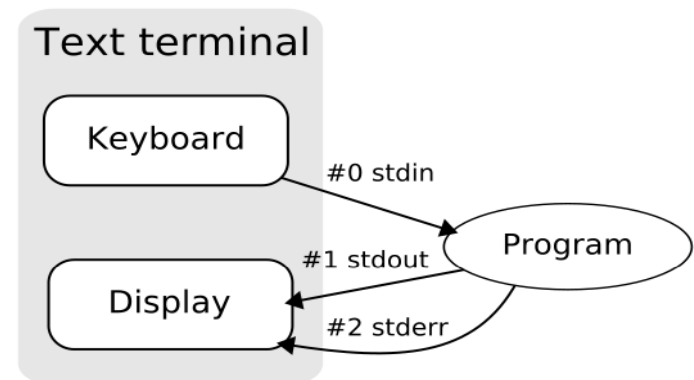 Text terminal
Keyboard
#0 stdin
Program
#1 stdout
Display
#2 stderr